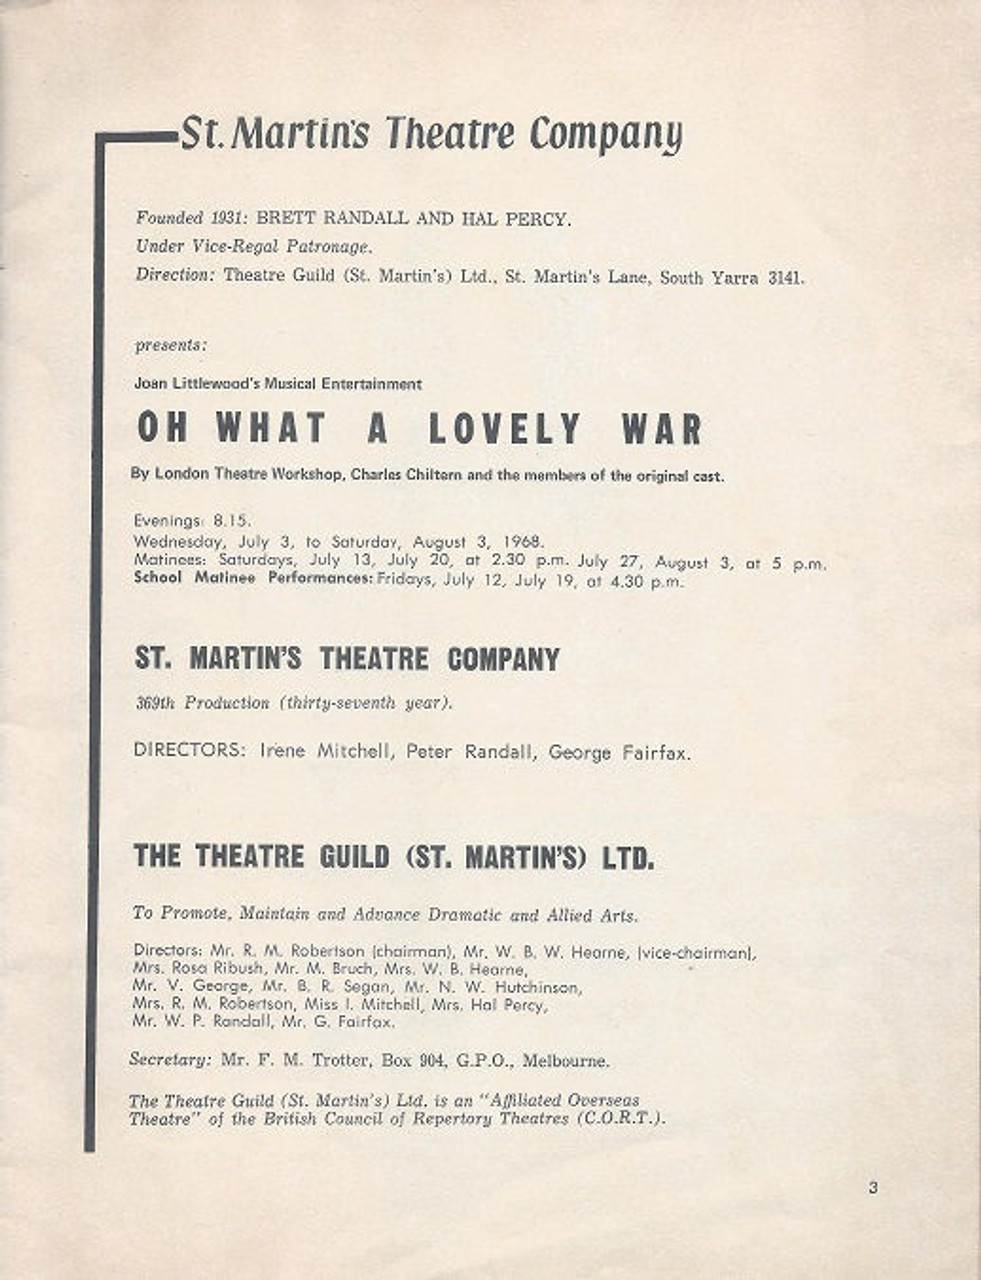 St. Martin's Theatre Company
Founded 1931: BRETT RANDALL AND HAL PERCY.
Under Vice-Regal Patronage.
Direction: Theatre Guild (St. Martin's) Ltd., St. Martin's Lane, South Yarra 3141.
presents:
Joan Littlewood's Musical Entertainment
OH WHAT A LOVELY WAR
By London Theatre Workshop, Charles Chiltern and the members of the original cast.
Evenings: 8.15.
Wednesday, July 3, to Saturday, August 3, 1968.
Matinees: Saturdays, July 13, July 20, at 2.30 p.m. July 27, August 3, at 5 p.m.
School Matinee Performances: Fridays, July 12, July 19, at 4.30 p.m.
ST. MARTIN'S THEATRE COMPANY
369th Production (thirty-seventh year).
DIRECTORS: Irene Mitchell, Peter Randall, George Fairfax.
THE THEATRE GUILD (ST. MARTIN'S) LTD.
To Promote, Maintain and Advance Dramatic and Allied Arts.
Directors: Mr. R. M. Robertson (chairman), Mr. W. B. W. Hearne, (vice-chairman),
Mrs. Rosa Ribush, Mr. M. Bruch, Mrs. W. B. Hearne,
Mr. V. George, Mr. B. R. Segan, Mr. N. W. Hutchinson,
Mrs. R. M. Robertson, Miss I. Mitchell, Mrs. Hal Percy,
Mr. W. P. Randall, Mr. G. Fairfax.
Secretary: Mr. F. M. Trotter, Box 904, G.P.O., Melbourne.
The Theatre Guild (St. Martin's) Ltd. is an "Affiliated Overseas
Theatre" of the British Council of Repertory Theatres (C.O.R.T.).
3